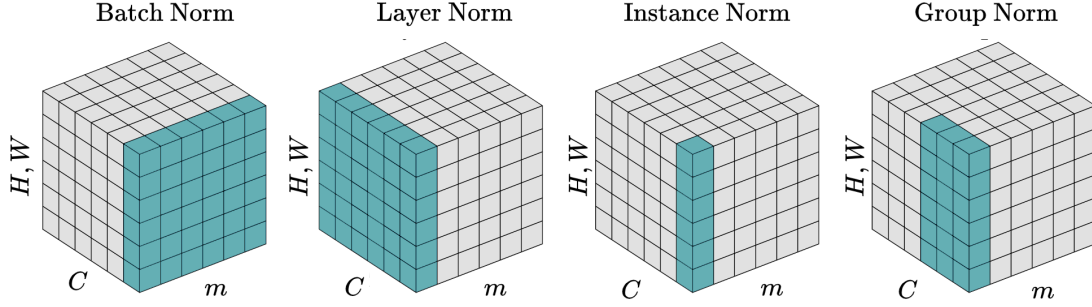 Batch Norm
Layer Norm
Instance Norm
Group Norm
H, W
H, W
H, W
H, W
C
m
C
m
C
m
C
m